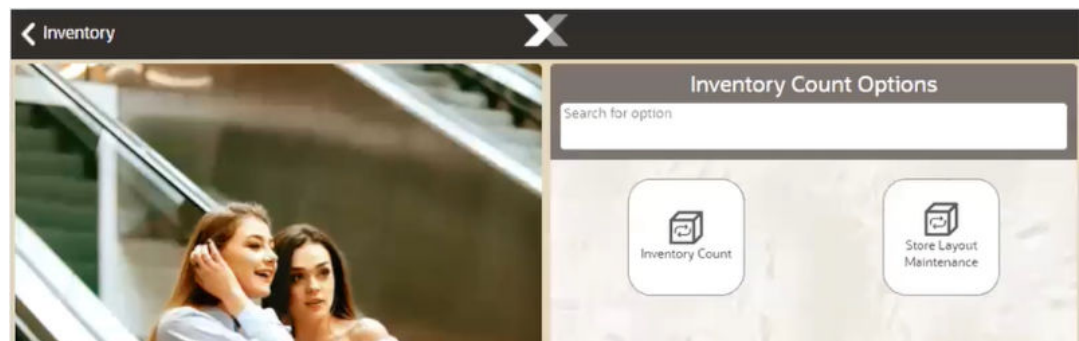 Inventory
Inventory Count Options
Search for option
Inventory Count
Store Layout
Maintenance